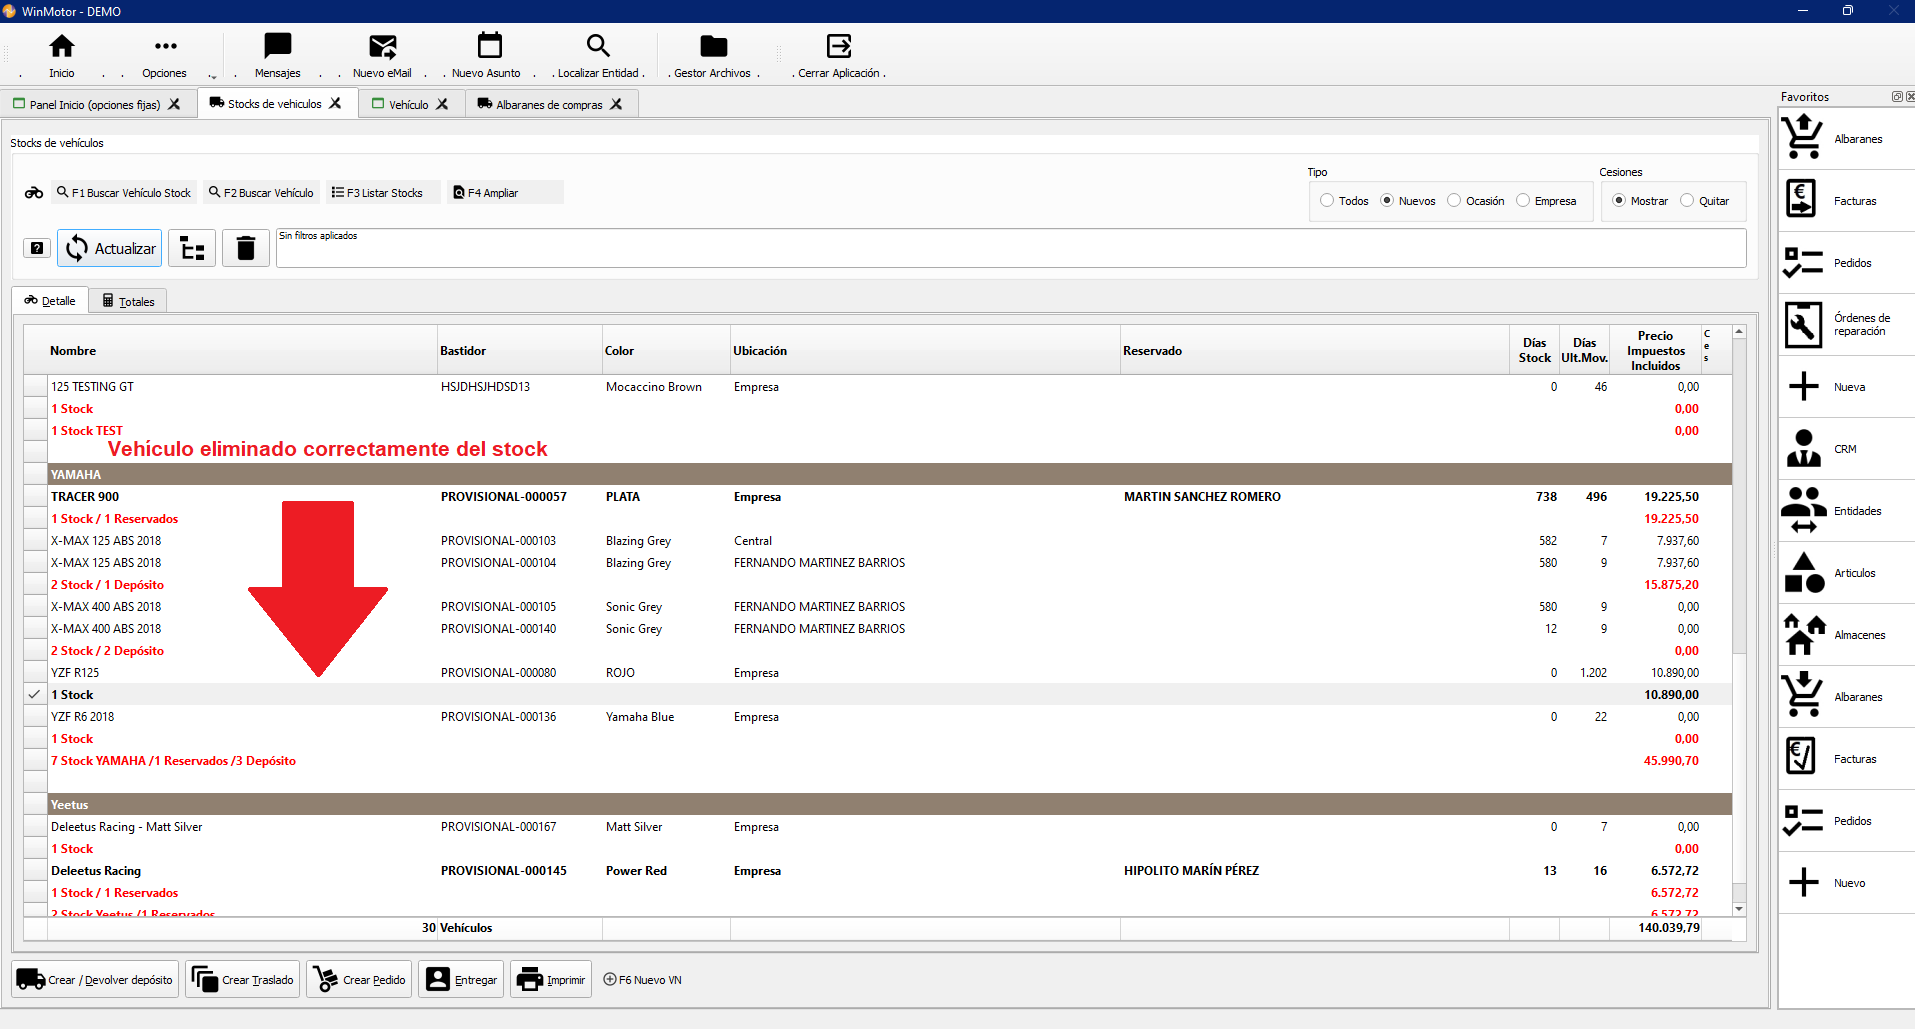 WinMotor - DEMO
Inicio
Opciones
Mensajes
Nuevo eMail
Nuevo Asunto
Localizar Entidad
Gestor Archivos
Cerrar Aplicación
Panel Inicio (opciones fijas)
Stocks de vehiculos
Vehículo
Albaranes de compras
Favoritos
Stocks de vehículos
F1 Buscar Vehículo Stock
F2 Buscar Vehículo
F3 Listar Stocks
F4 Ampliar
Tipo
Todos Nuevos Ocasión Empresa
Cesiones
Mostrar Quitar
Actualizar
Sin filtros aplicados
Detalle
Totales
Nombre Bastidor Color Ubicación Reservado Días Stock Días Ult.Mov. Precio Impuestos Incluidos Ces
125 TESTING GT HSJDHSJHDSD13 Mocaccino Brown Empresa 0 46 0,00
1 Stock 0,00
1 Stock TEST 0,00
Vehículo eliminado correctamente del stock
YAMAHA
TRACER 900 PROVISIONAL-000057 PLATA Empresa MARTIN SANCHEZ ROMERO 738 496 19.225,50
1 Stock / 1 Reservados 19.225,50
X-MAX 125 ABS 2018 PROVISIONAL-000103 Blazing Grey Central 582 7 7.937,60
X-MAX 125 ABS 2018 PROVISIONAL-000104 Blazing Grey FERNANDO MARTINEZ BARRIOS 580 9 7.937,60
2 Stock / 1 Depósito 15.875,20
X-MAX 400 ABS 2018 PROVISIONAL-000105 Sonic Grey FERNANDO MARTINEZ BARRIOS 580 9 0,00
X-MAX 400 ABS 2018 PROVISIONAL-000140 Sonic Grey FERNANDO MARTINEZ BARRIOS 12 9 0,00
2 Stock / 2 Depósito 0,00
YZF R125 PROVISIONAL-000080 ROJO Empresa 0 1.202 10.890,00
1 Stock 10.890,00
YZF R6 2018 PROVISIONAL-000136 Yamaha Blue Empresa 0 22 0,00
1 Stock 0,00
7 Stock YAMAHA /1 Reservados /3 Depósito 45.990,70
Yeetus
Deleetus Racing - Matt Silver PROVISIONAL-000167 Matt Silver Empresa 0 7 0,00
1 Stock 0,00
Deleetus Racing PROVISIONAL-000145 Power Red Empresa HIPOLITO MARÍN PÉREZ 13 16 6.572,72
1 Stock / 1 Reservados 6.572,72
2 Stock Yeetus /1 Reservados 6.572,72
30 Vehículos 140.039,79
Crear / Devolver depósito
Crear Traslado
Crear Pedido
Entregar
Imprimir
F6 Nuevo VN
Albaranes
Facturas
Pedidos
Órdenes de
reparación
Nueva
CRM
Entidades
Articulos
Almacenes
Albaranes
Facturas
Pedidos
Nuevo